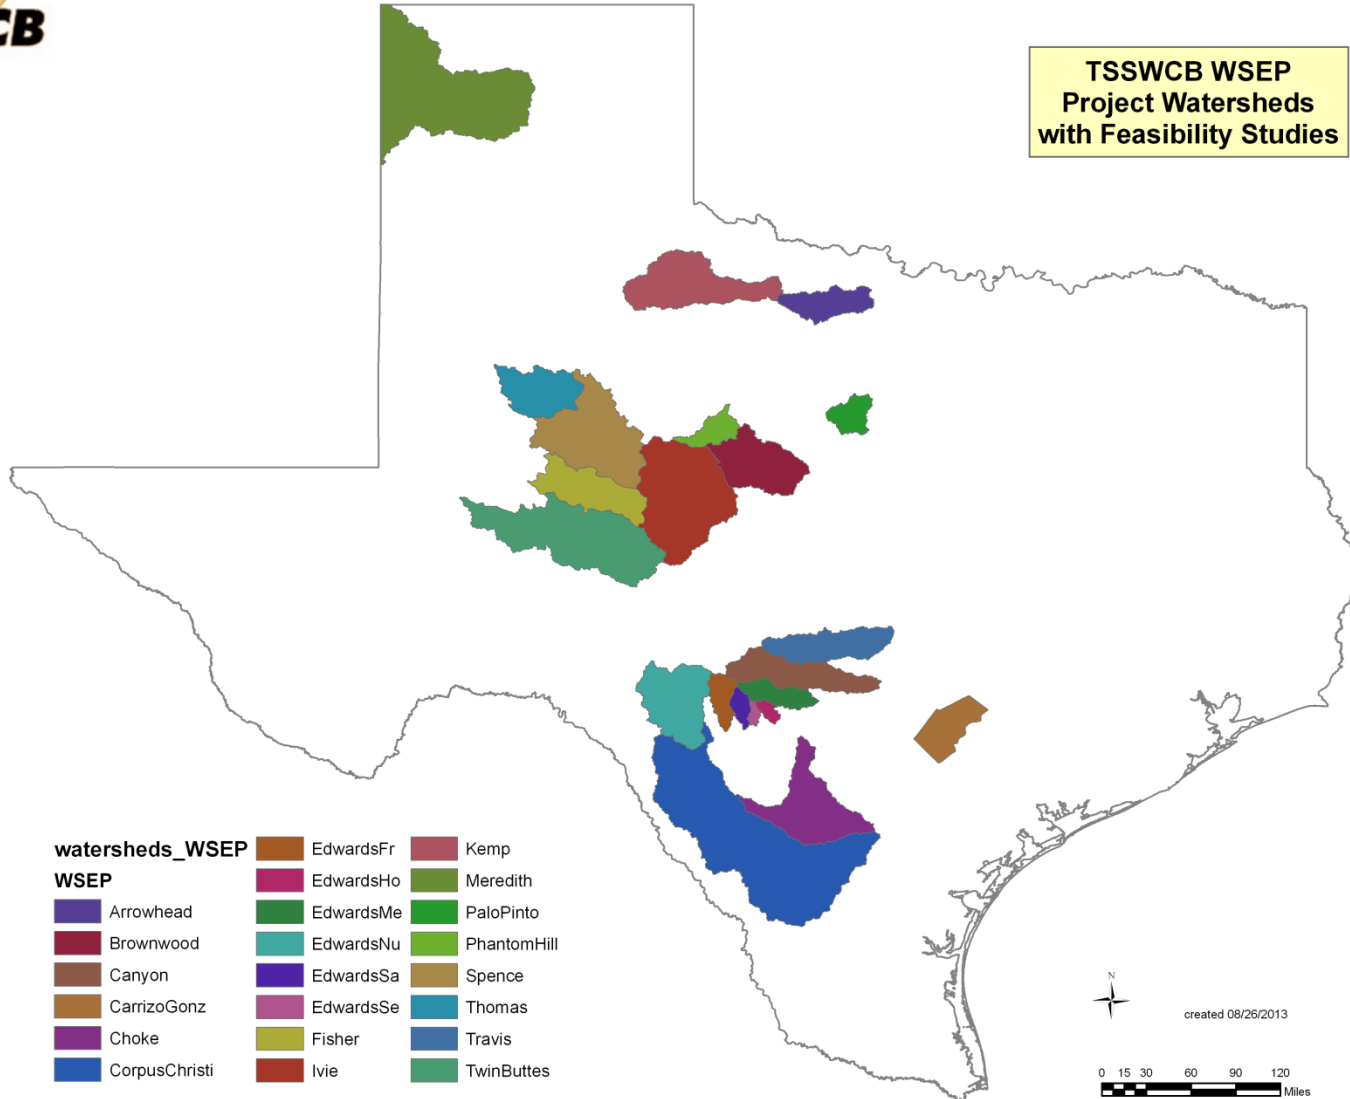 CB
TSSWCB WSEP
Project Watersheds
with Feasibility Studies
watersheds_WSEP
WSEP
Arrowhead
Brownwood
Canyon
CarrizoGonz
Choke
CorpusChristi
EdwardsFr
EdwardsHo
EdwardsMe
EdwardsNu
EdwardsSa
EdwardsSe
Fisher
Ivie
Kemp
Meredith
PaloPinto
PhantomHill
Spence
Thomas
Travis
TwinButtes
N
created 08/26/2013
0 15 30 60 90 120
Miles